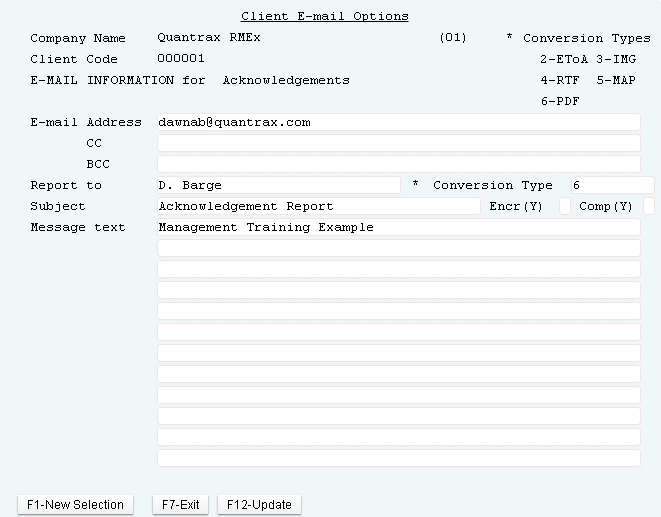 Client E-mail Options
Company Name Quantrax RMEx (01) * Conversion Types
Client Code 000001 2-EToA 3-IMG
E-MAIL INFORMATION for Acknowledgements 4-RTF 5-MAP
6-PDF
E-mail Address dawnab@quantrax.com
CC
BCC
Report to D. Barge * Conversion Type 6
Subject Acknowledgement Report Encr(Y) Comp(Y)
Message text Management Training Example
F1-New Selection F7-Exit F12-Update